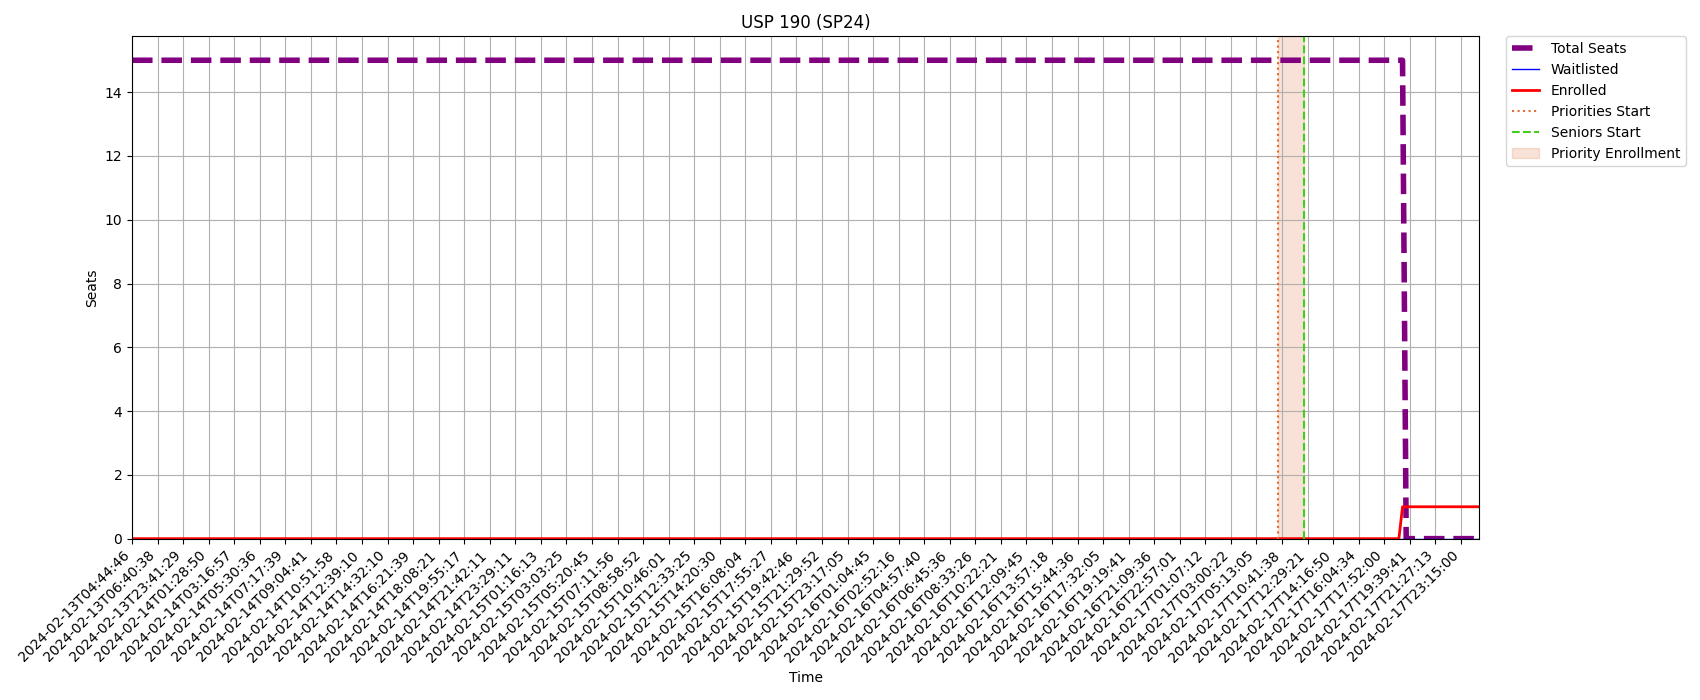 USP 190 (SP24)
Total Seats
Waitlisted
Enrolled
Priorities Start
Seniors Start
Priority Enrollment
Seats
14
12
10
8
6
4
2
0
2024-02-13T04:44:46
2024-02-13T06:40:38
2024-02-13T23:41:29
2024-02-14T01:28:50
2024-02-14T03:16:57
2024-02-14T05:30:36
2024-02-14T07:17:39
2024-02-14T09:04:41
2024-02-14T10:51:58
2024-02-14T12:39:10
2024-02-14T14:32:10
2024-02-14T16:21:39
2024-02-14T18:08:21
2024-02-14T19:55:17
2024-02-14T21:42:11
2024-02-14T23:29:11
2024-02-15T01:16:13
2024-02-15T03:03:25
2024-02-15T05:20:45
2024-02-15T07:11:56
2024-02-15T08:58:52
2024-02-15T10:46:01
2024-02-15T12:33:25
2024-02-15T14:20:30
2024-02-15T16:08:04
2024-02-15T17:55:27
2024-02-15T19:42:46
2024-02-15T21:29:52
2024-02-15T23:17:05
2024-02-16T01:04:45
2024-02-16T02:52:16
2024-02-16T04:57:40
2024-02-16T06:45:36
2024-02-16T08:33:26
2024-02-16T10:22:21
2024-02-16T12:09:45
2024-02-16T13:57:18
2024-02-16T15:44:36
2024-02-16T17:32:05
2024-02-16T19:19:41
2024-02-16T21:09:36
2024-02-16T22:57:01
2024-02-17T01:07:12
2024-02-17T03:00:22
2024-02-17T05:13:05
2024-02-17T10:41:38
2024-02-17T12:29:21
2024-02-17T14:16:50
2024-02-17T16:04:34
2024-02-17T17:52:00
2024-02-17T19:39:41
2024-02-17T21:27:13
2024-02-17T23:15:00
Time